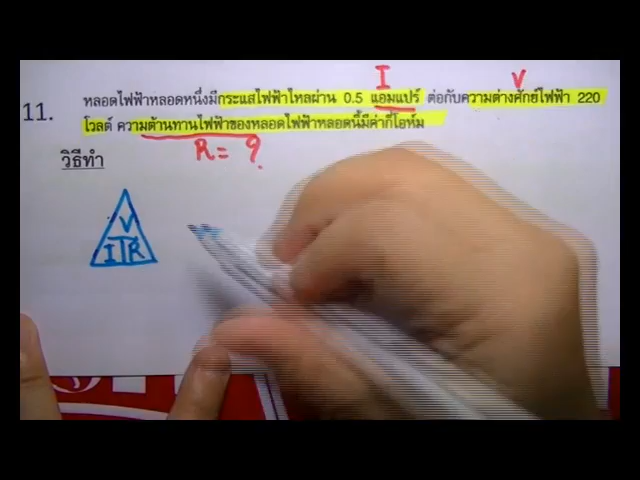 I V
11. หลอดไฟฟ้าหลอดหนึ่งมีกระแสไฟฟ้าไหลผ่าน 0.5 แอมแปร์ ต่อกับความต่างศักย์ไฟฟ้า 220
โวลต์ ความต้านทานไฟฟ้าของหลอดไฟฟ้าหลอดนี้มีค่ากี่โอห์ม
R = ?
วิธีทำ
V
I R